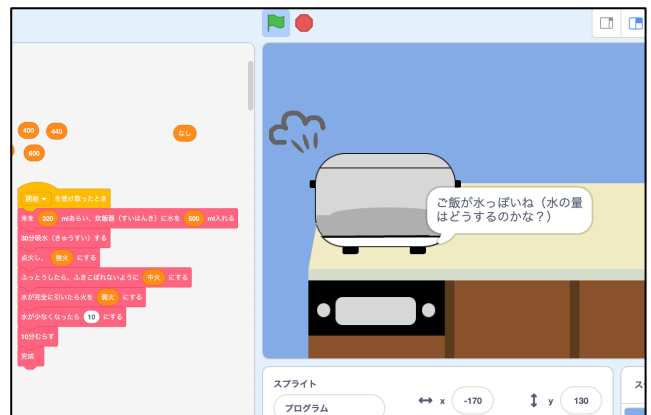 400 440 なし
600
開始 を受け取ったとき
米を 320 mlあらい、炊飯器（すいはんき）に水を 500 ml入れる
30分吸水（きゅうすい）する
点火し、 強火 にする
ふっとうしたら、ふきこぼれないように 中火 にする
水が完全に引いたら火を 弱火 にする
水が少なくなったら 10 にする
10分むらす
完成
ご飯が水っぽいね（水の量
はどうするのかな？）
スプライト
プログラム
x -170 y 130